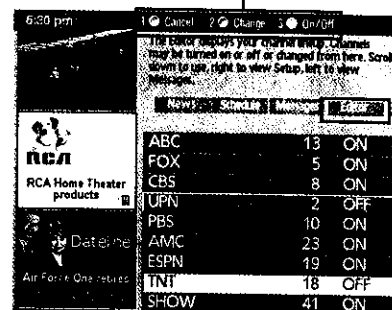 6:30 pm
1 Cancel 2 Change 3 On/Off
The Editor displays your channel lineup. Channels
may be turned on or off or changed from here. Scroll
down to use, right to view Setup, left to view
Messages.
News Schedule Messages Editor
RCA
RCA Home Theater
products
Dateline
Air Force One retires
ABC 13 ON
FOX 5 ON
CBS 8 ON
UPN 2 OFF
PBS 10 ON
AMC 23 ON
ESPN 19 ON
TNT 18 OFF
SHOW 41 ON